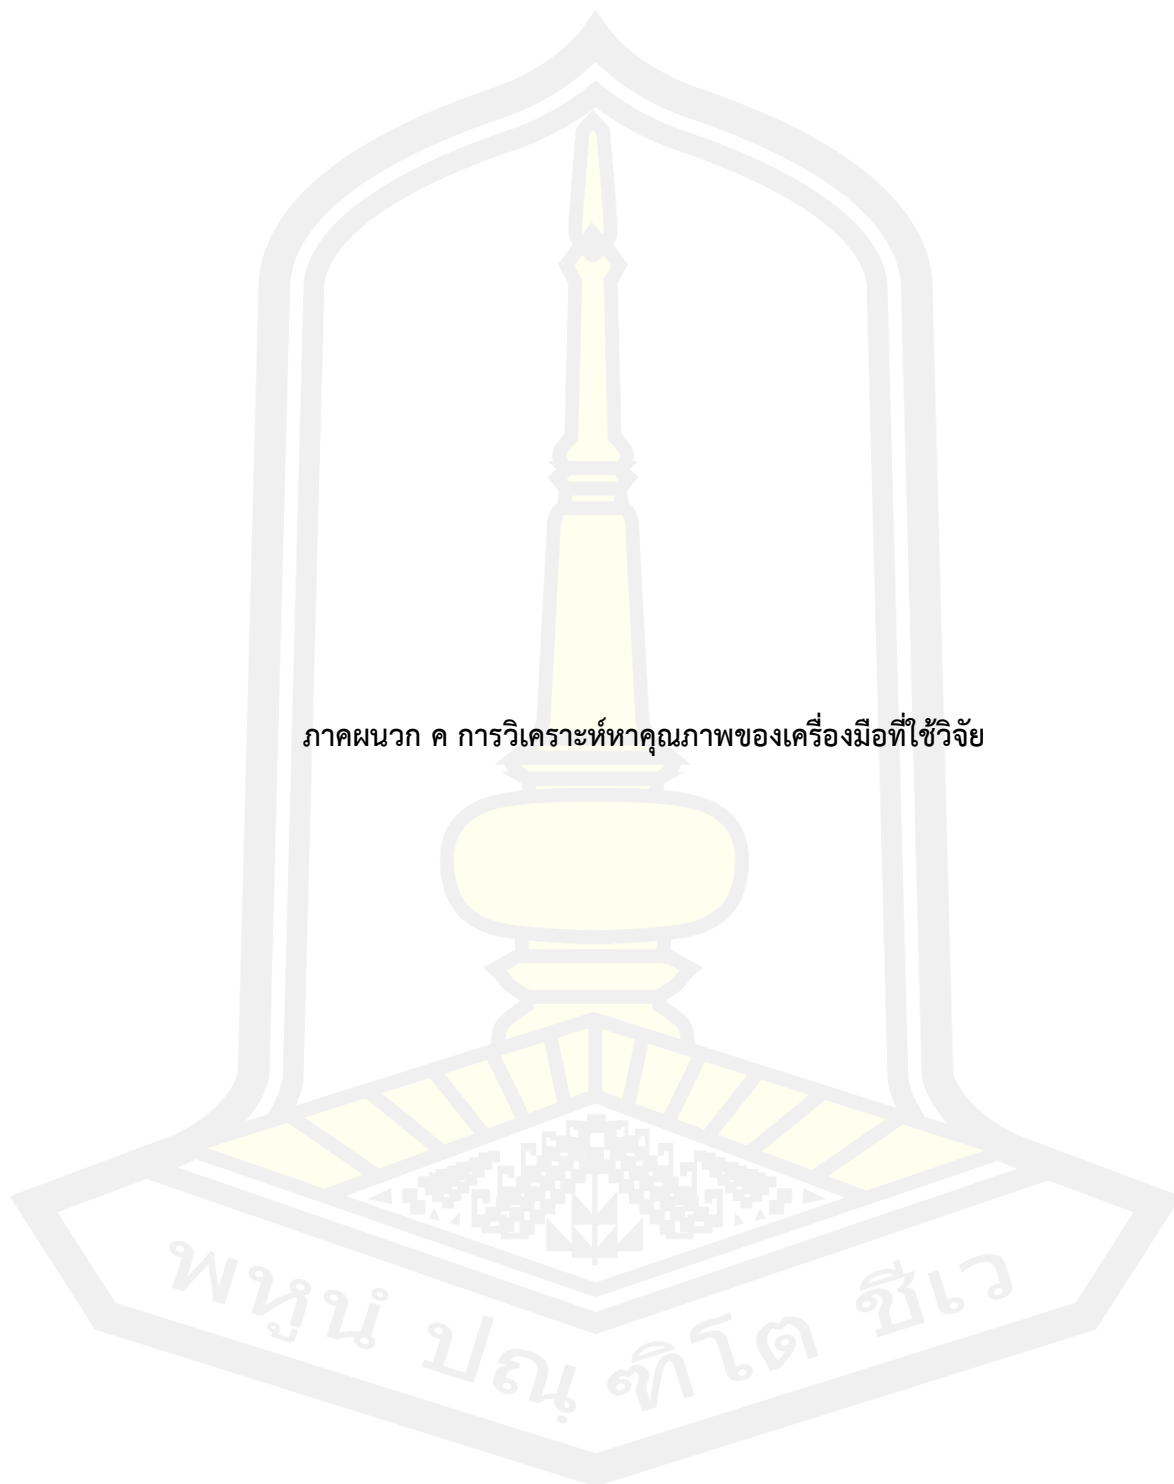 ภาคผนวก ค การวิเคราะห์หาคุณภาพของเครื่องมือที่ใช้วิจัย
พหูนํ ปณฺฑิโต ชีเว